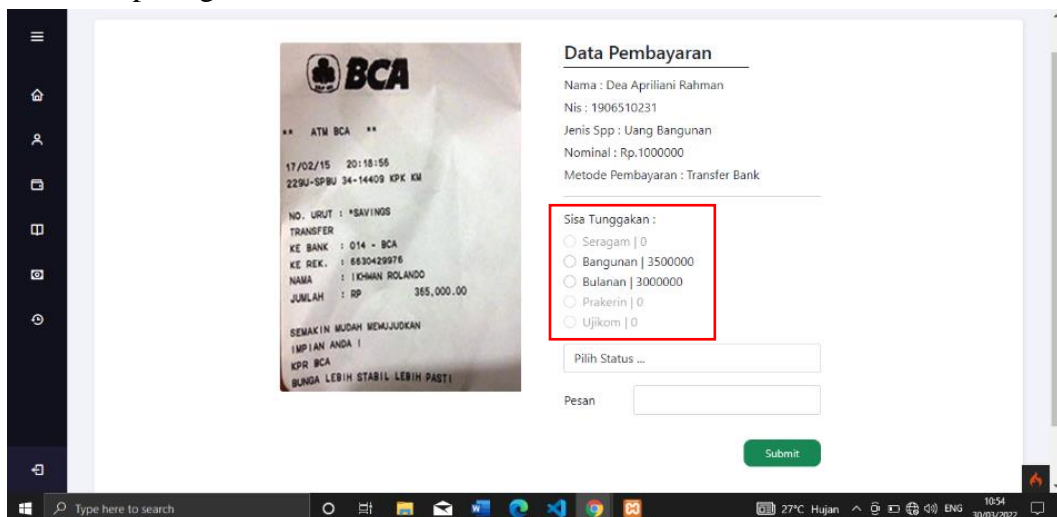 BCA
** ATM BCA **
17/02/15 20:18:56
229U-SPBU 34-14409 KPK KM
NO. URUT : *SAVINGS
TRANSFER
KE BANK : 014 - BCA
KE REK. : 6630429976
NAMA : IKHWAN ROLANDO
JUMLAH : RP 365,000.00
SEMAKIN MUDAH MEWUJUDKAN
IMPIAN ANDA !
KPR BCA
BUNGA LEBIH STABIL LEBIH PASTI
Data Pembayaran
Nama : Dea Apriliani Rahman
Nis : 1906510231
Jenis Spp : Uang Bangunan
Nominal : Rp.1000000
Metode Pembayaran : Transfer Bank
Sisa Tunggakan :
Seragam | 0
Bangunan | 3500000
Bulanan | 3000000
Prakerin | 0
Ujikom | 0
Pilih Status ...
Pesan
Submit
Type here to search
27°C Hujan
ENG
10:54
30/03/2022